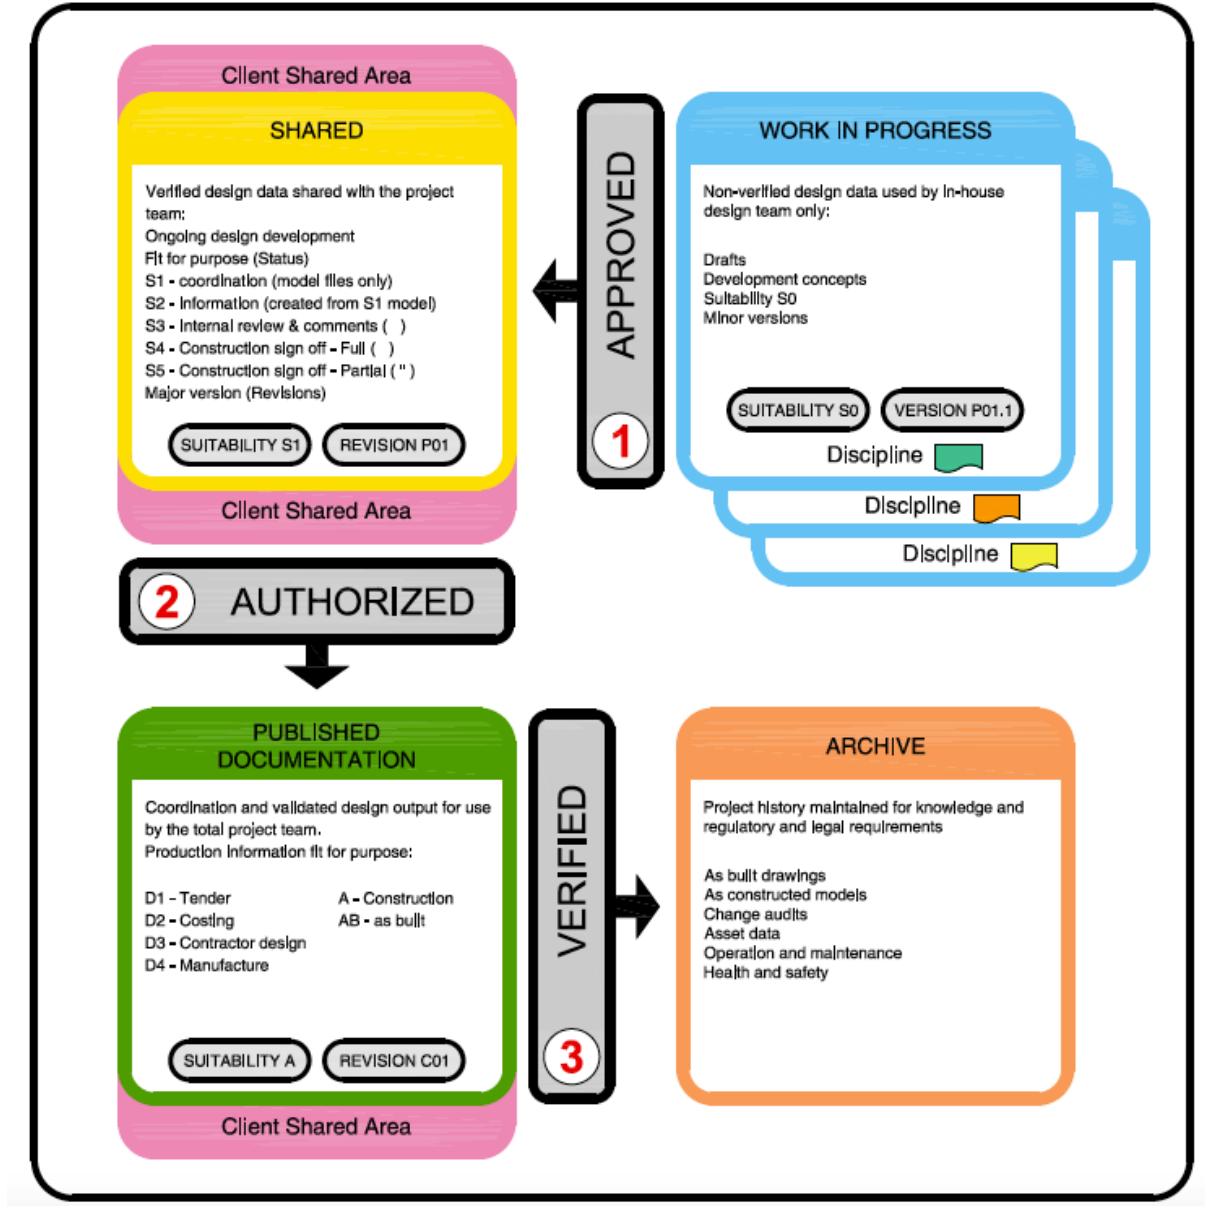 Client Shared Area
SHARED
Verified design data shared with the project
team:
Ongoing design development
Fit for purpose (Status)
S1 - coordination (model files only)
S2 - Information (created from S1 model)
S3 - Internal review & comments (   )
S4 - Construction sign off - Full (   )
S5 - Construction sign off - Partial ( " )
Major version (Revisions)
SUITABILITY S1
REVISION P01
Client Shared Area
APPROVED
1
WORK IN PROGRESS
Non-verified design data used by In-house
design team only:
Drafts
Development concepts
Suitability S0
Minor versions
SUITABILITY S0
VERSION P01.1
Discipline
Discipline
Discipline
2
AUTHORIZED
PUBLISHED
DOCUMENTATION
Coordination and validated design output for use
by the total project team.
Production Information fit for purpose:
D1 - Tender
A - Construction
D2 - Costing
AB - as built
D3 - Contractor design
D4 - Manufacture
SUITABILITY A
REVISION C01
Client Shared Area
VERIFIED
3
ARCHIVE
Project history maintained for knowledge and
regulatory and legal requirements
As built drawings
As constructed models
Change audits
Asset data
Operation and maintenance
Health and safety